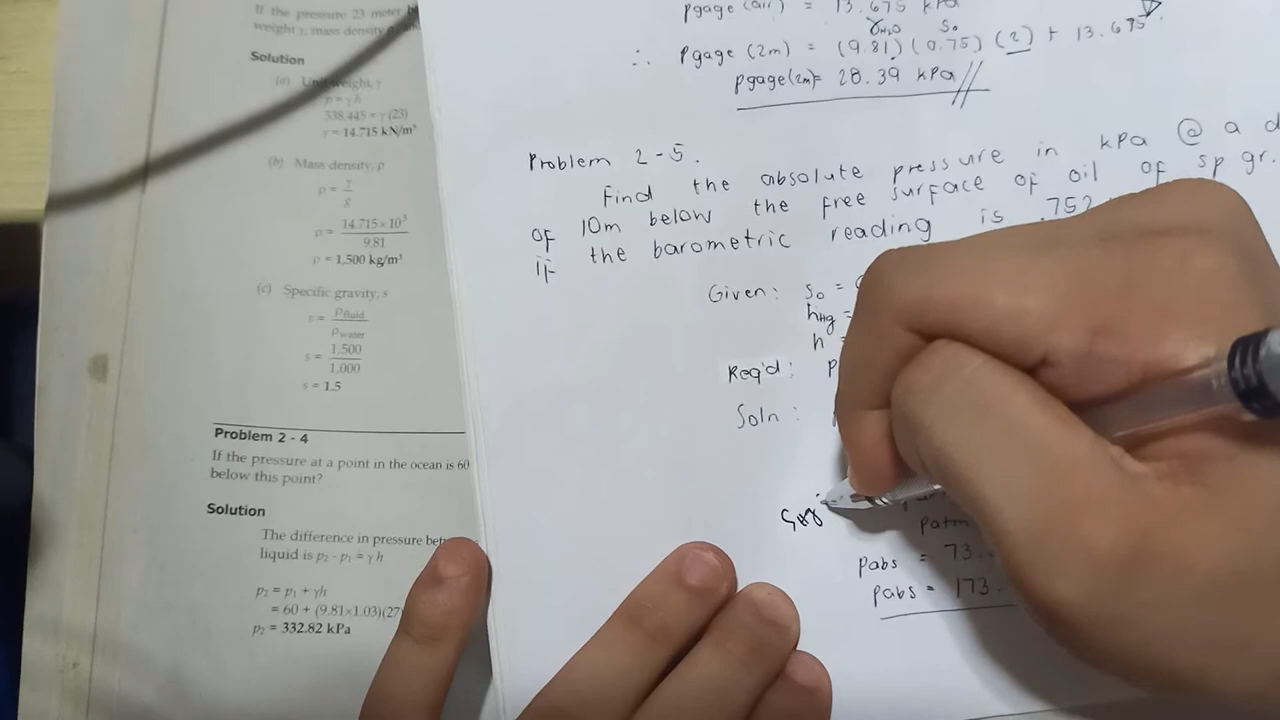 If the pressure 23 meter
weight γ, mass density
Solution
(a) Unit weight, γ
p = γ h
338.445 = γ (23)
γ = 14.715 kN/m³
(b) Mass density, ρ
ρ = γ / g
ρ = 14.715 × 10³ / 9.81
ρ = 1,500 kg/m³
(c) Specific gravity, s
s = ρfluid / ρwater
s = 1,500 / 1,000
s = 1.5
Problem 2 - 4
If the pressure at a point in the ocean is 60
below this point?
Solution
The difference in pressure
liquid is p₂ - p₁ = γ h
p₂ = p₁ + γh
= 60 + (9.81×1.03)(27
p₂ = 332.82 kPa
pgage (air) = 13.675 kPa
γH₂O So
∴ pgage (2m) = (9.81) (0.75) (2) + 13.675
pgage(2m)= 28.39 kPa
Problem 2-5.
Find the absolute pressure in kPa @ a d
of 10m below the free surface of oil of sp gr.
if the barometric reading is .752
Given: So =
hHg =
h
Req'd: P
Soln:
patm
pabs = 73.
pabs = 173.